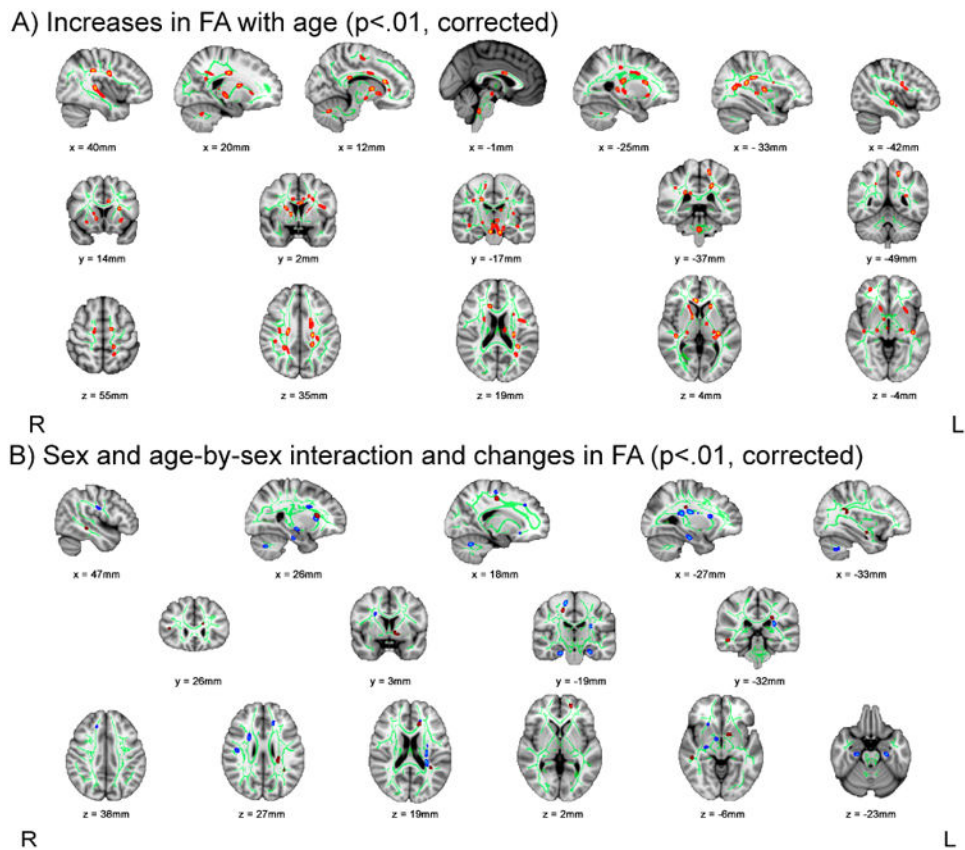 A) Increases in FA with age (p<.01, corrected)
x = 40mm x = 20mm x = 12mm x = -1mm x = -25mm x = - 33mm x = -42mm
y = 14mm y = 2mm y = -17mm y = -37mm y = -49mm
z = 55mm z = 35mm z = 19mm z = 4mm z = -4mm
R L
B) Sex and age-by-sex interaction and changes in FA (p<.01, corrected)
x = 47mm x = 26mm x = 18mm x = -27mm x = -33mm
y = 26mm y = 3mm y = -19mm y = -32mm
z = 38mm z = 27mm z = 19mm z = 2mm z = -6mm z = -23mm
R L